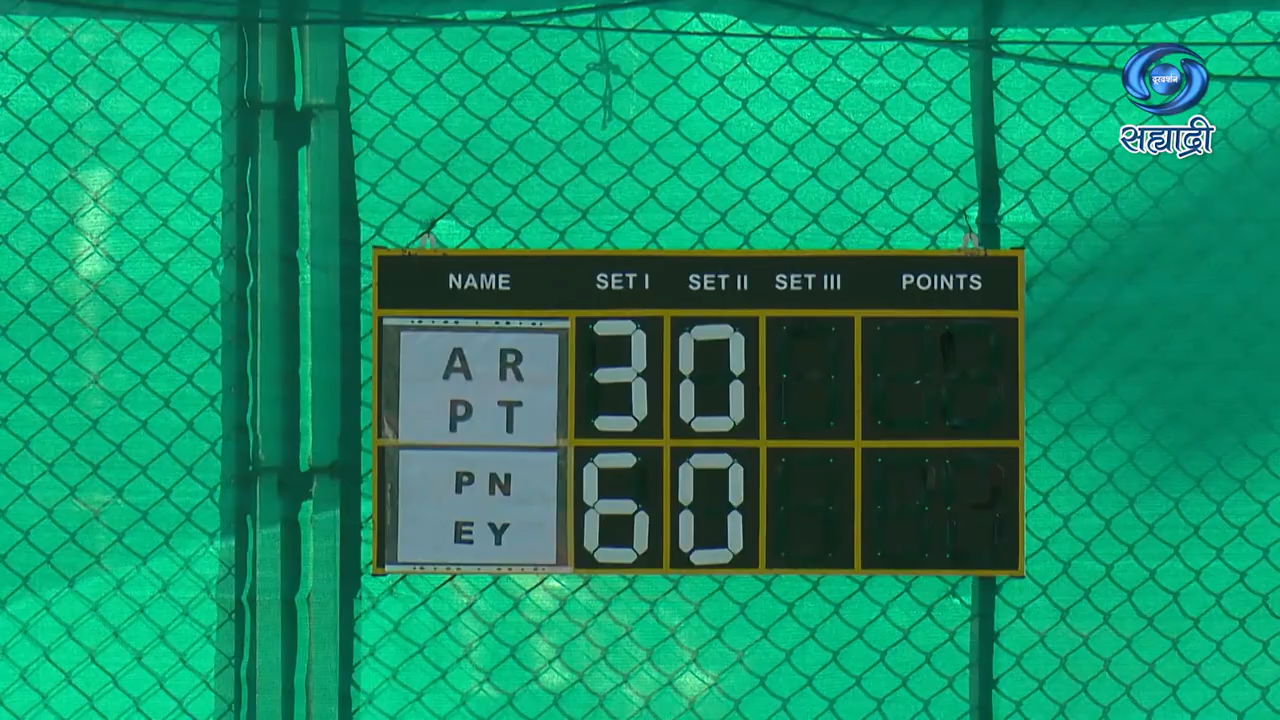 दूरदर्शन
सह्याद्री
NAME SET I SET II SET III POINTS
A R 3 0
P T
P N 6 0
E Y